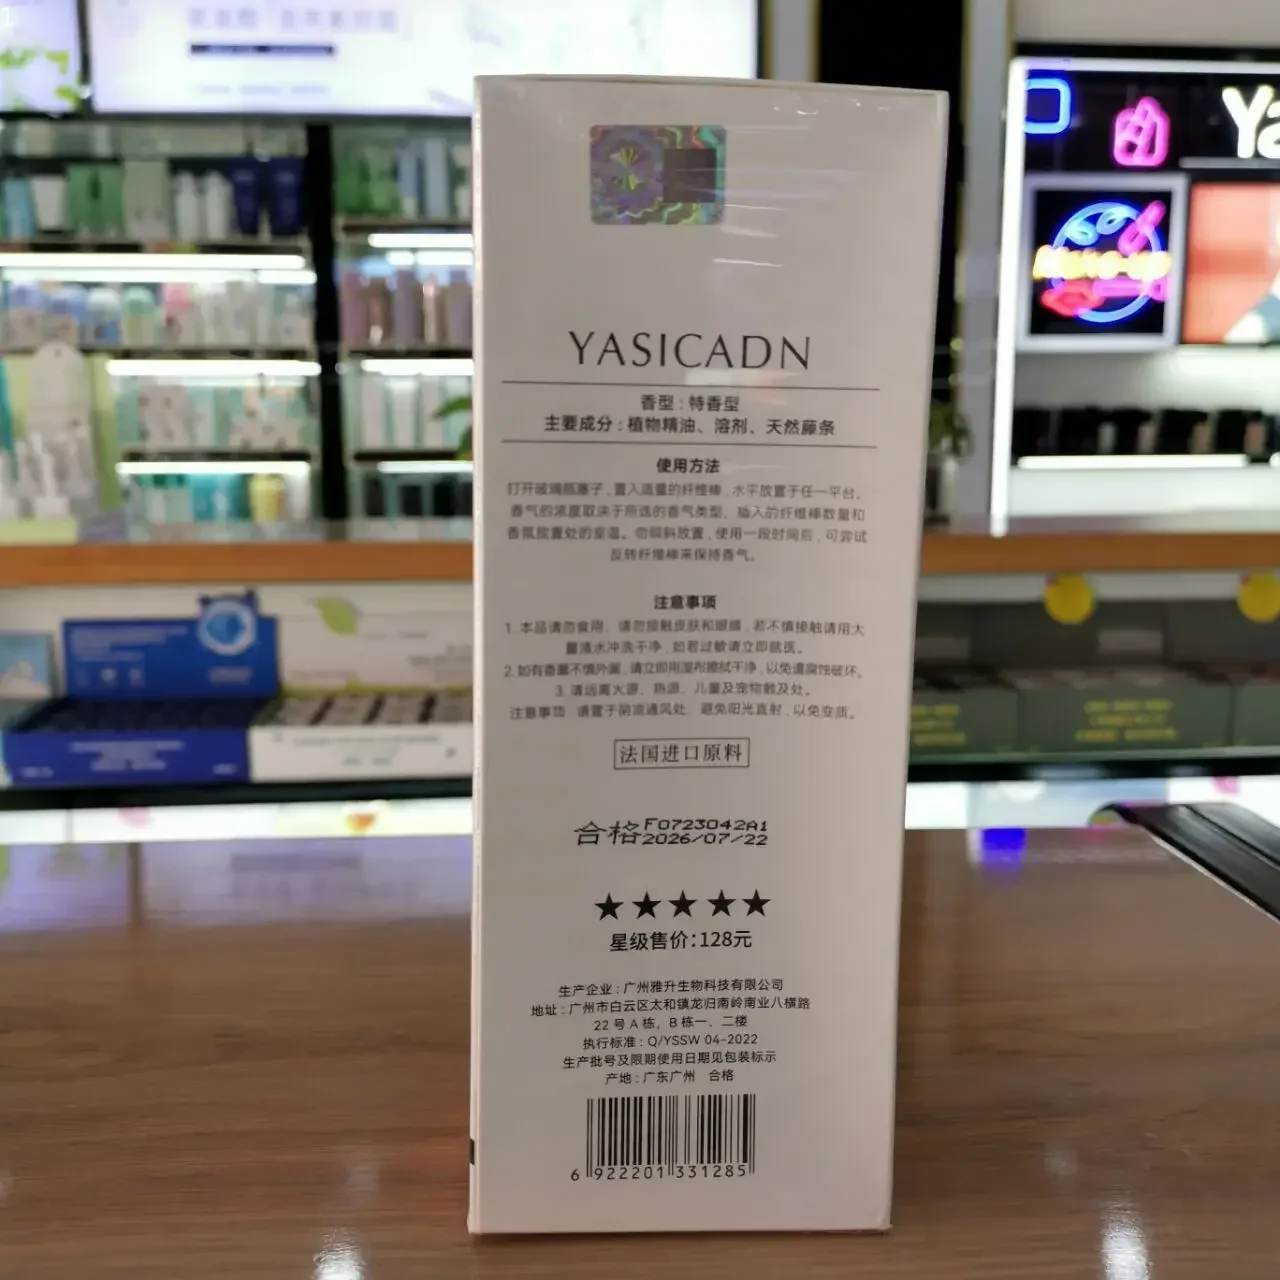 YASICADN
香型：特香型
主要成分：植物精油、溶剂、天然藤条
使用方法
打开玻璃瓶塞子，置入适量的纤维棒，水平放置于任一平台。
香气的浓度取决于所选的香气类型、插入的纤维棒数量和
香氛放置处的室温。勿倾斜放置，使用一段时间后，可尝试
反转纤维棒来保持香气。
注意事项
1. 本品请勿食用，请勿接触皮肤和眼睛，若不慎接触请用大
量清水冲洗干净，如若过敏请立即就医。
2. 如有香薰不慎外漏，请立即用湿布擦拭干净，以免遭腐蚀破坏。
3. 请远离火源、热源、儿童及宠物触及处。
注意事项 请置于阴凉通风处，避免阳光直射，以免变质。
法国进口原料
合格 F0723042A1
2026/07/22
★★★★★
星级售价：128元
生产企业：广州雅升生物科技有限公司
地址：广州市白云区太和镇龙归南岭南业八横路
22 号 A 栋，B 栋一、二楼
执行标准：Q/YSSW 04-2022
生产批号及限期使用日期见包装标示
产地：广东广州 合格
6 922201 331285
Ya
Make-up